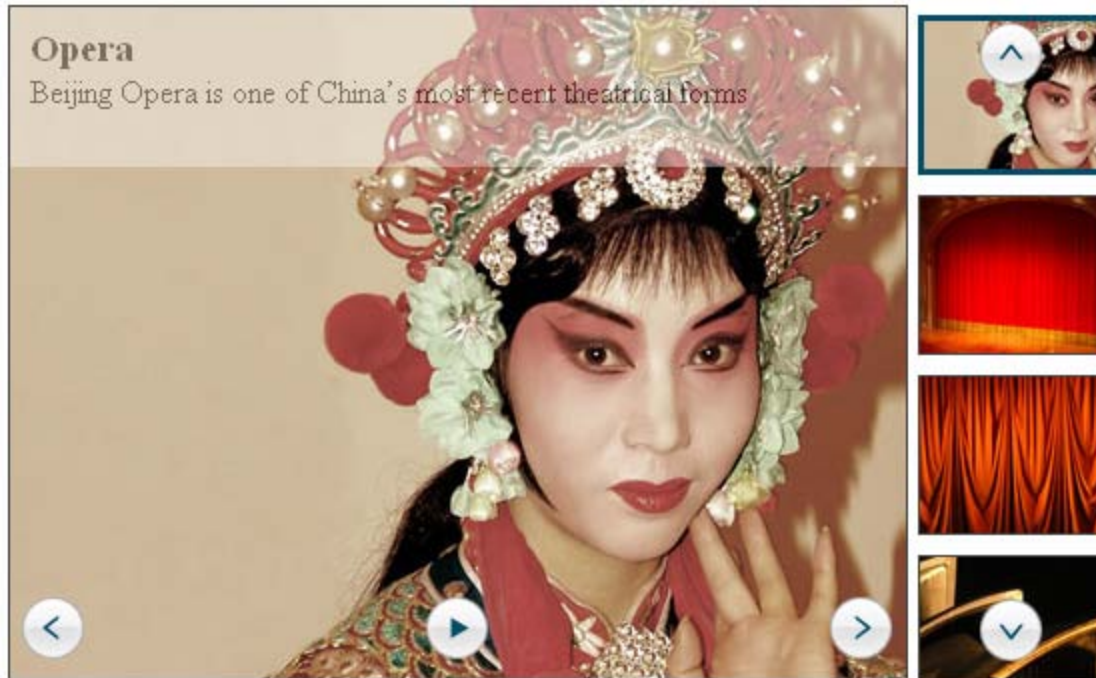 Opera
Beijing Opera is one of China's most recent theatrical forms